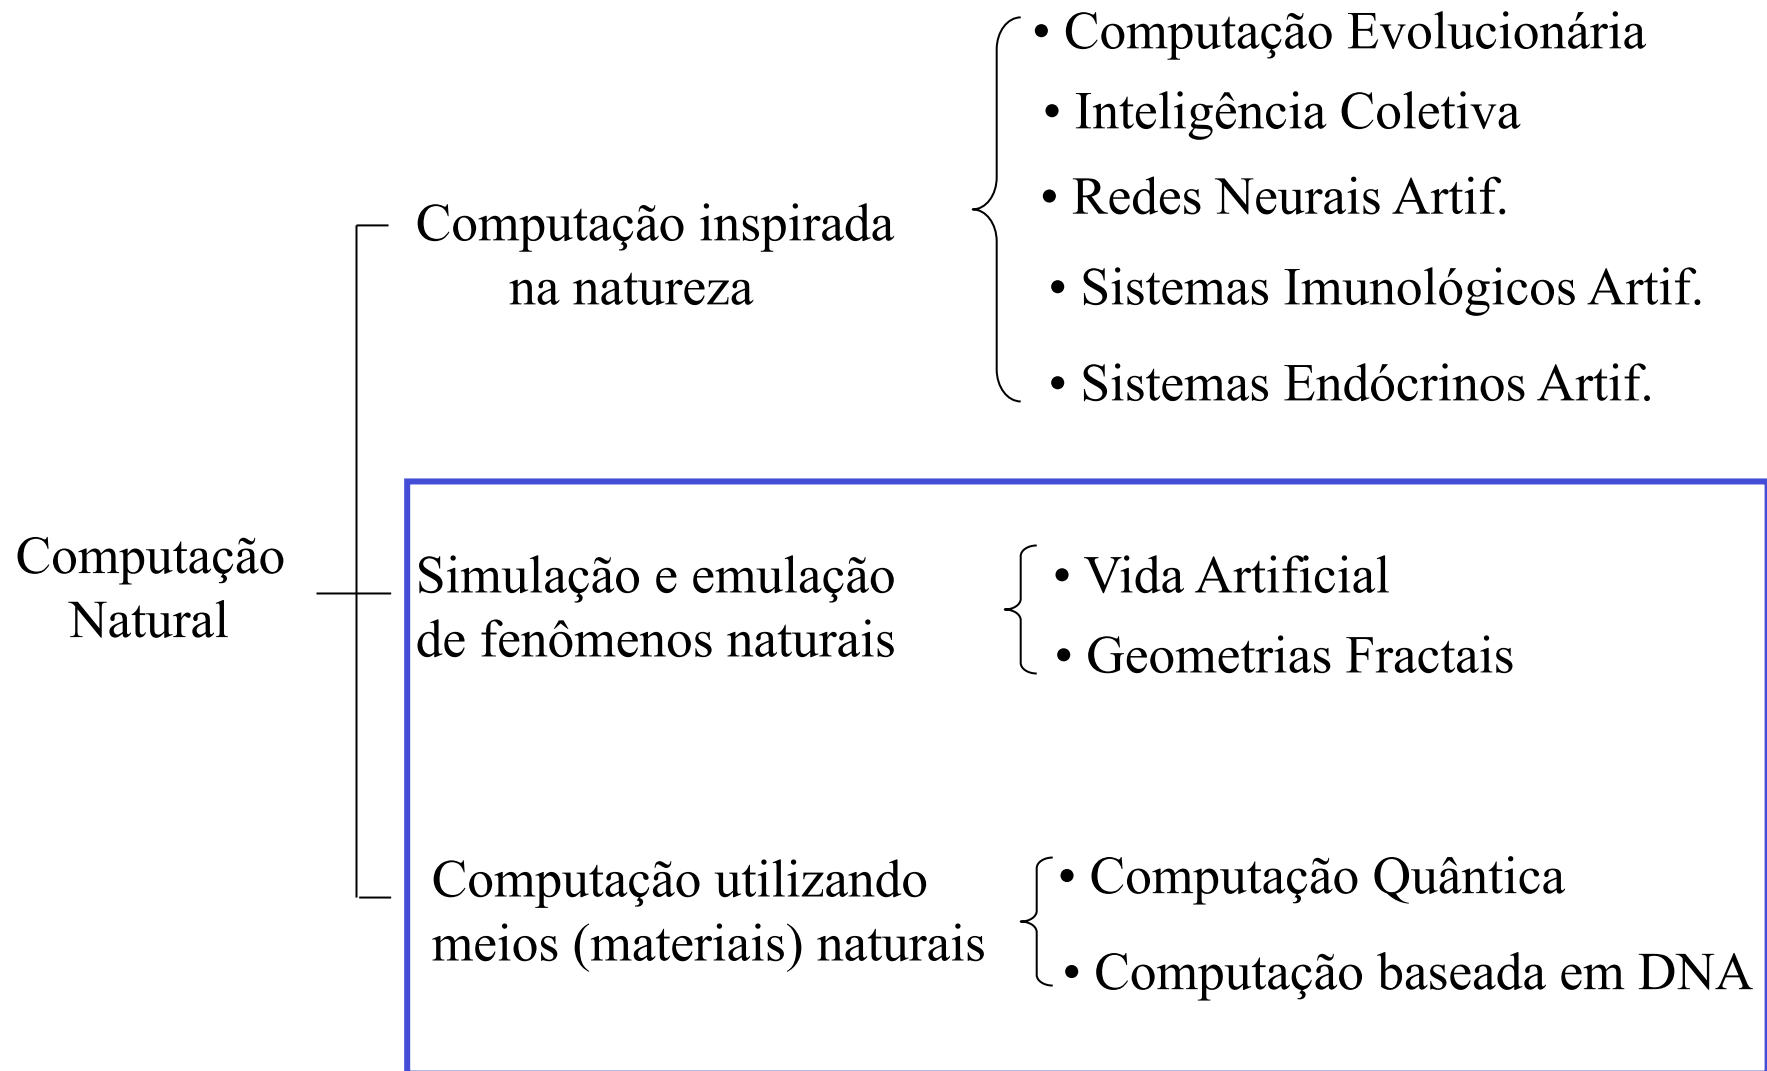 Computação
Natural
Computação inspirada
na natureza
• Computação Evolucionária
• Inteligência Coletiva
• Redes Neurais Artif.
• Sistemas Imunológicos Artif.
• Sistemas Endócrinos Artif.
Simulação e emulação
de fenômenos naturais
• Vida Artificial
• Geometrias Fractais
Computação utilizando
meios (materiais) naturais
• Computação Quântica
• Computação baseada em DNA